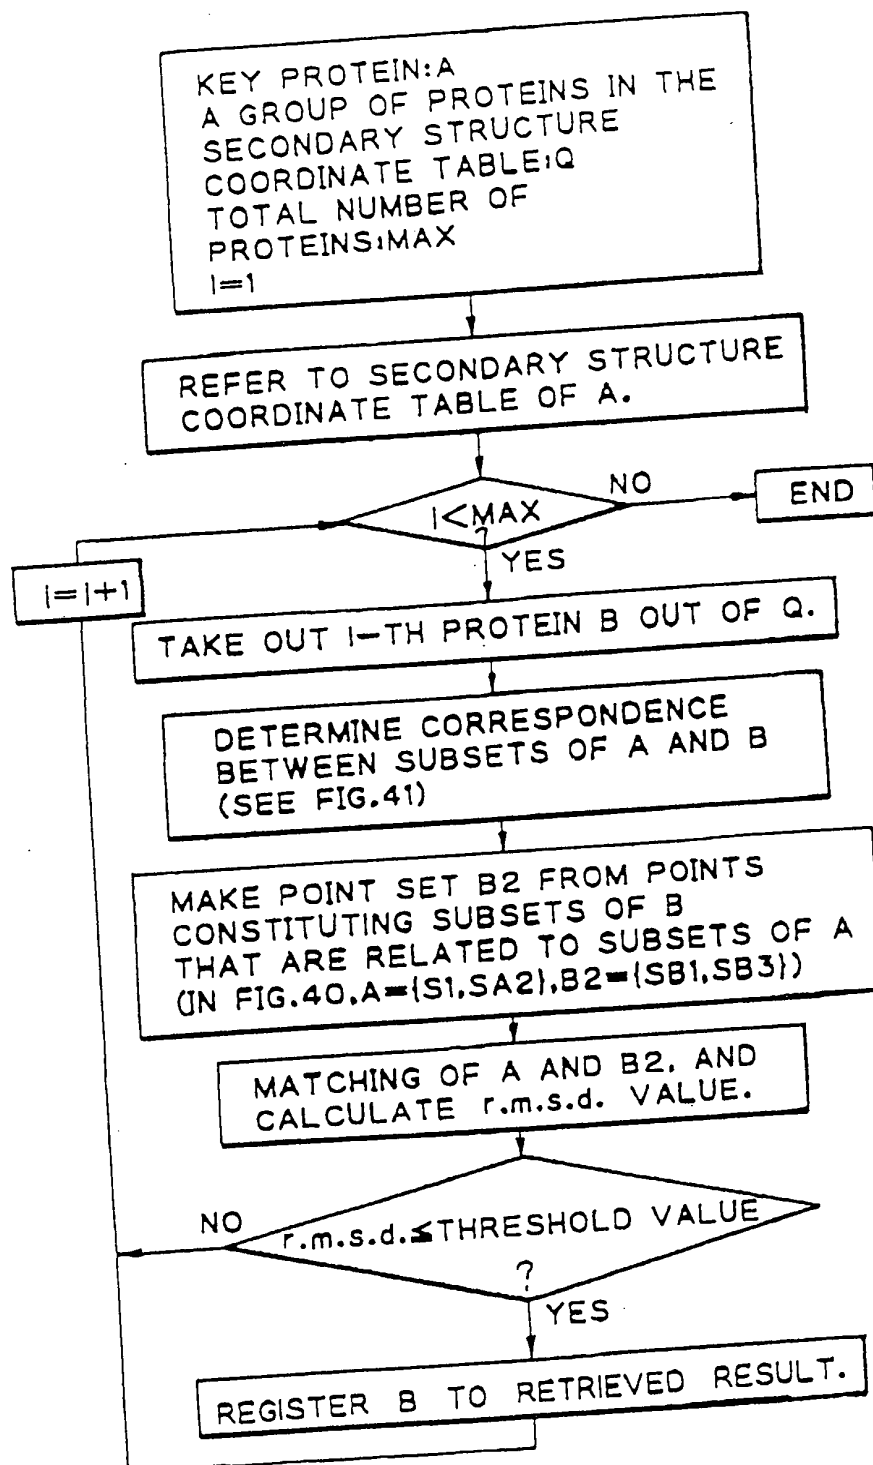 KEY PROTEIN:A
A GROUP OF PROTEINS IN THE
SECONDARY STRUCTURE
COORDINATE TABLE:Q
TOTAL NUMBER OF
PROTEINS:MAX
I=1
REFER TO SECONDARY STRUCTURE
COORDINATE TABLE OF A.
I<MAX
?
NO
END
YES
I=I+1
TAKE OUT I-TH PROTEIN B OUT OF Q.
DETERMINE CORRESPONDENCE
BETWEEN SUBSETS OF A AND B
(SEE FIG.41)
MAKE POINT SET B2 FROM POINTS
CONSTITUTING SUBSETS OF B
THAT ARE RELATED TO SUBSETS OF A
(IN FIG.40,A={S1,SA2},B2={SB1,SB3})
MATCHING OF A AND B2, AND
CALCULATE r.m.s.d. VALUE.
NO
r.m.s.d.≦THRESHOLD VALUE
?
YES
REGISTER B TO RETRIEVED RESULT.